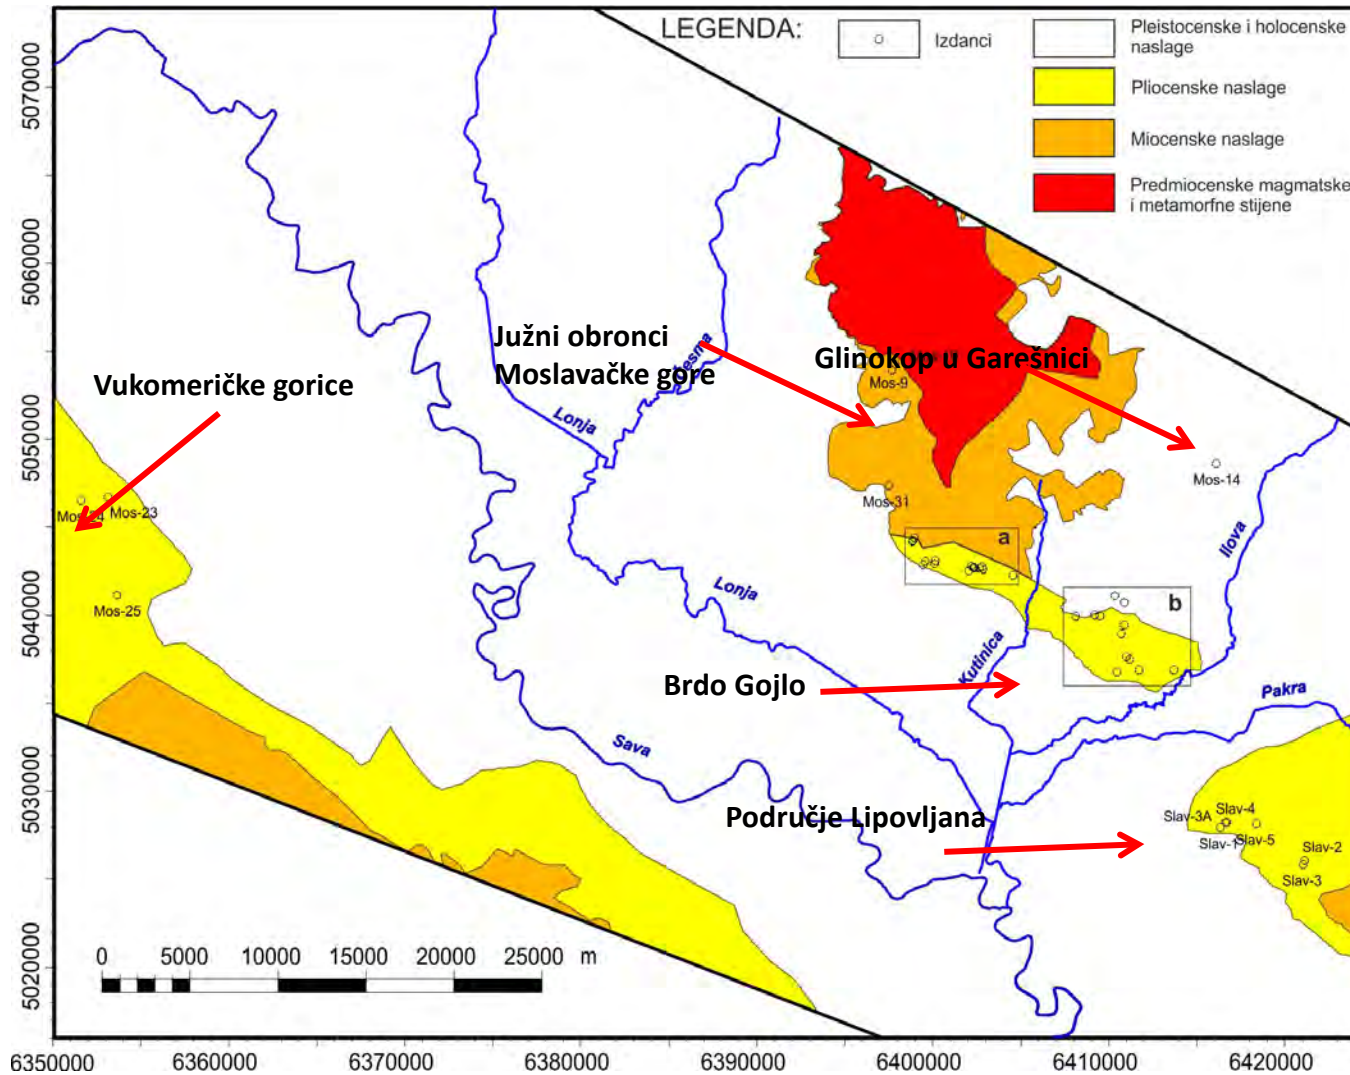 LEGENDA:
Izdanci
Pleistocenske i holocenske
naslage
Pliocenske naslage
Miocenske naslage
Predmiocenske magmatske
i metamorfne stijene
5070000
5060000
5050000
5040000
5030000
5020000
Južni obronci
Moslavačke gore
Glinokop u Garešnici
Vukomeričke gorice
Mos-9
Lonja
Mos-14
Mos-31
Mos-23
Ilova
a
Lonja
Mos-25
b
Kutinica
Brdo Gojlo
Pakra
Sava
Područje Lipovljana
Slav-4
Slav-3A
Slav-1
Slav-5
Slav-2
Slav-3
0 5000 10000 15000 20000 25000 m
6350000 6360000 6370000 6380000 6390000 6400000 6410000 6420000